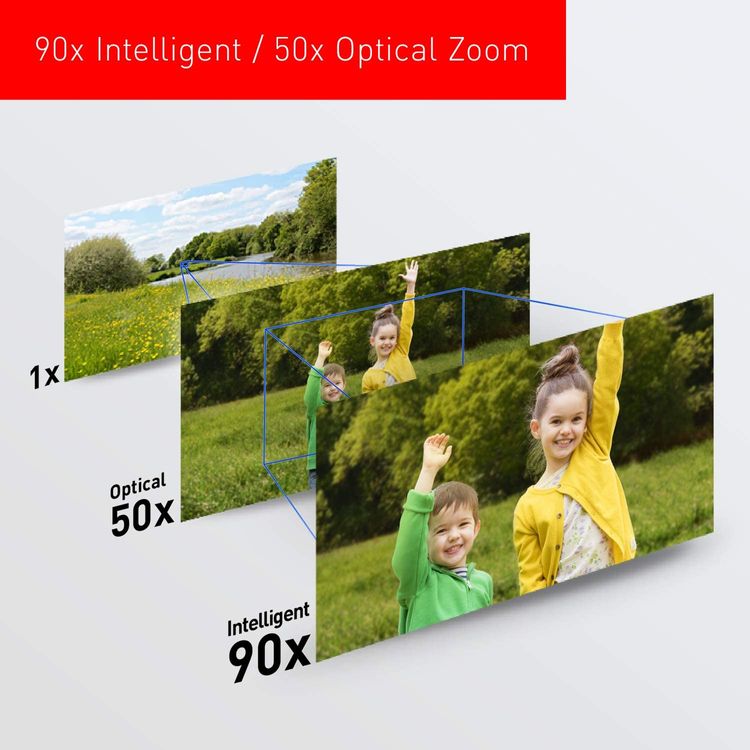 90x Intelligent / 50x Optical Zoom
1x
Optical
50x
Intelligent
90x